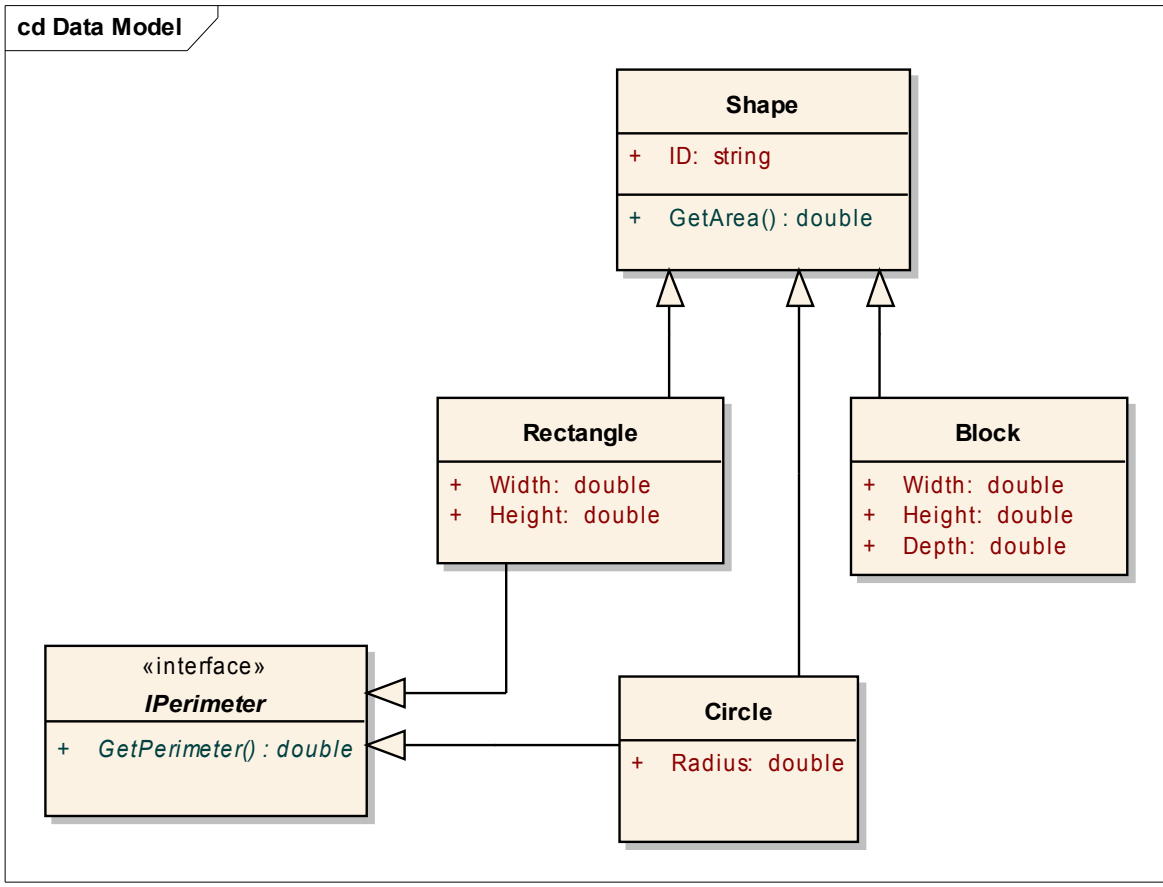 cd Data Model
Shape
+ ID: string
+ GetArea() : double
Rectangle
+ Width: double
+ Height: double
Block
+ Width: double
+ Height: double
+ Depth: double
«interface»
IPerimeter
+ GetPerimeter() : double
Circle
+ Radius: double